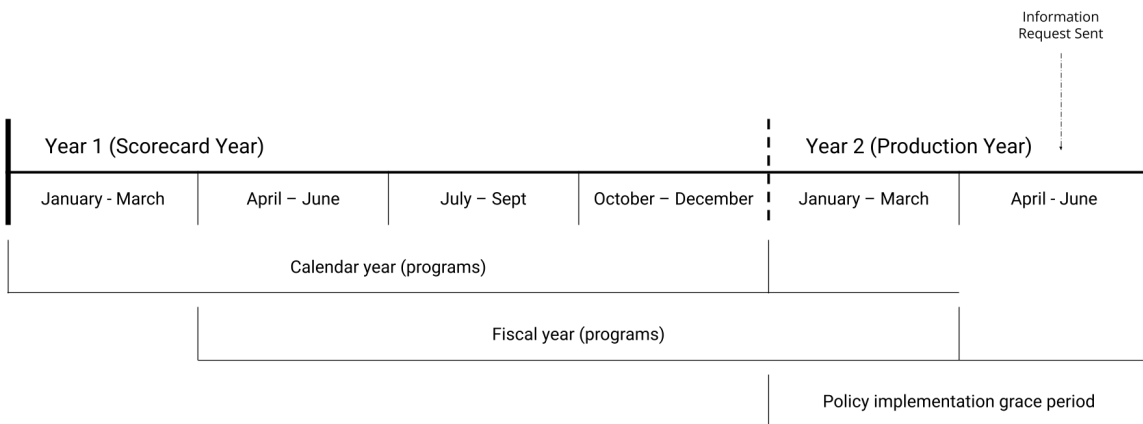 Information
Request Sent
Year 1 (Scorecard Year)
Year 2 (Production Year)
January - March
April – June
July – Sept
October – December
January – March
April - June
Calendar year (programs)
Fiscal year (programs)
Policy implementation grace period